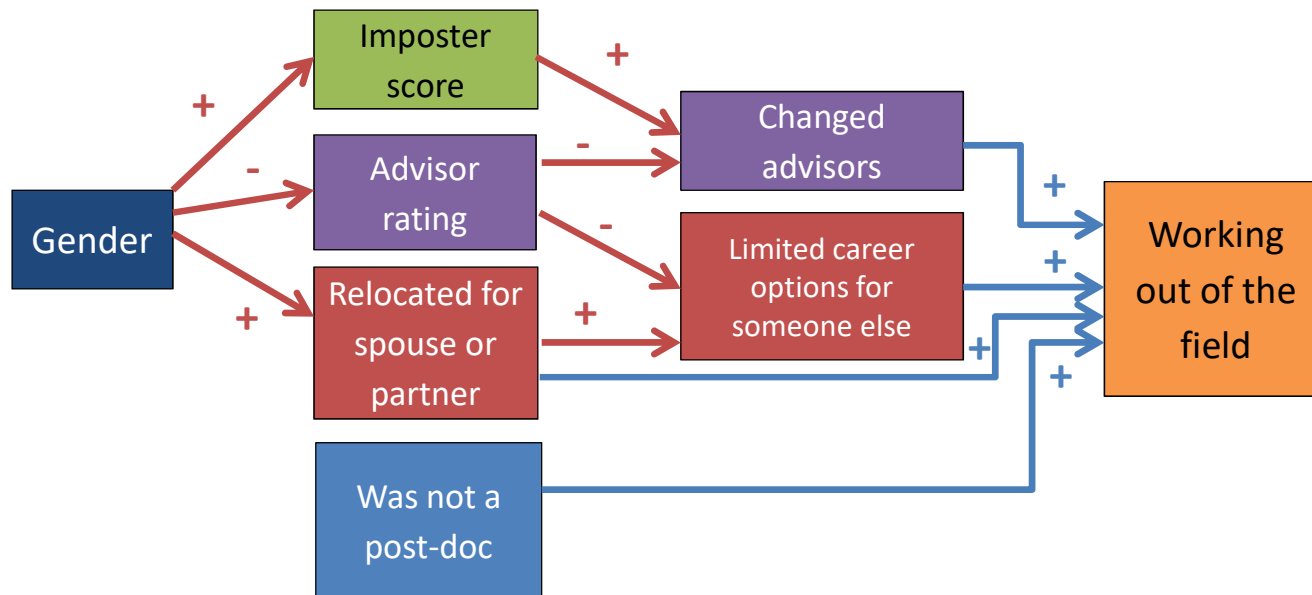 Imposter
score
+
+
Changed
advisors
+
-
Advisor
rating
-
+
Working
out of the
field
Gender
-
Limited career
options for
someone else
+
+
Relocated for
spouse or
partner
+
+
+
Was not a
post-doc